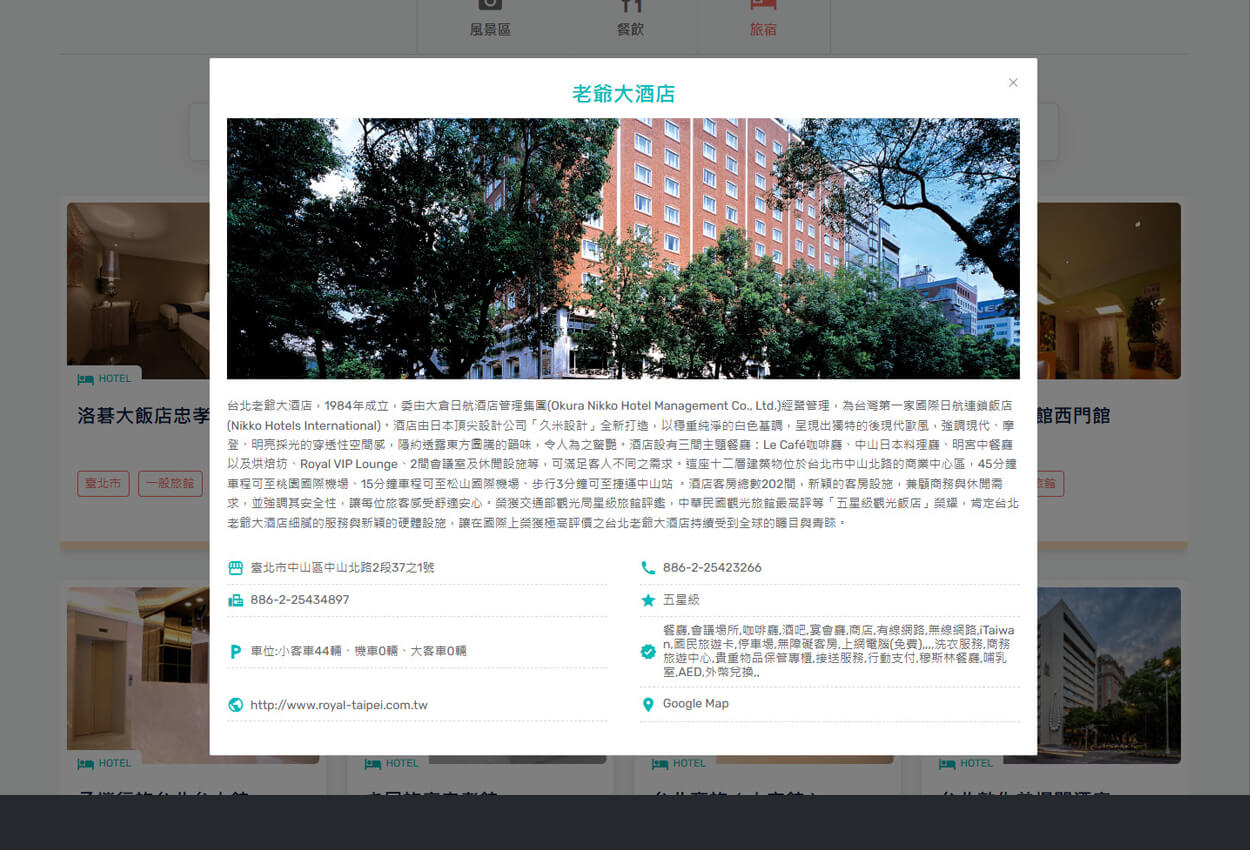 風景區
餐飲
旅宿
老爺大酒店
台北老爺大酒店，1984年成立，委由大倉日航酒店管理集團(Okura Nikko Hotel Management Co., Ltd.)經營管理，為台灣第一家國際日航連鎖飯店
(Nikko Hotels International)。酒店由日本頂尖設計公司「久米設計」全新打造，以穩重純淨的白色基調，呈現出獨特的後現代歐風，強調現代、摩
登、明亮採光的穿透性空間感，隱約透露東方圖騰的韻味，令人為之驚艷。酒店設有三間主題餐廳：Le Café咖啡廳、中山日本料理廳、明宮中餐廳
以及烘焙坊、Royal VIP Lounge、2間會議室及休閒設施等，可滿足客人不同之需求。這座十二層建築物位於台北市中山北路的商業中心區，45分鐘
車程可至桃園國際機場、15分鐘車程可至松山國際機場、步行3分鐘可至捷運中山站 。酒店客房總數202間，新穎的客房設施，兼顧商務與休閒需
求，並強調其安全性，讓每位旅客感受舒適安心。榮獲交通部觀光局星級旅館評鑑，中華民國觀光旅館最高評等「五星級觀光飯店」榮耀，肯定台北
老爺大酒店細膩的服務與新穎的硬體設施，讓在國際上榮獲極高評價之台北老爺大酒店持續受到全球的矚目與青睞。
臺北市中山區中山北路2段37之1號
886-2-25423266
886-2-25434897
五星級
車位:小客車44輛、機車0輛、大客車0輛
餐廳,會議場所,咖啡廳,酒吧,宴會廳,商店,有線網路,無線網路,iTaiwa
n,國民旅遊卡,停車場,無障礙客房,上網電腦(免費),,,,洗衣服務,商務
旅遊中心,貴重物品保管專櫃,接送服務,行動支付,穆斯林餐廳,哺乳
室,AED,外幣兌換,,
http://www.royal-taipei.com.tw
Google Map
HOTEL
洛碁大飯店忠孝
臺北市
一般旅館
館西門館
旅館
HOTEL
HOTEL
HOTEL
HOTEL